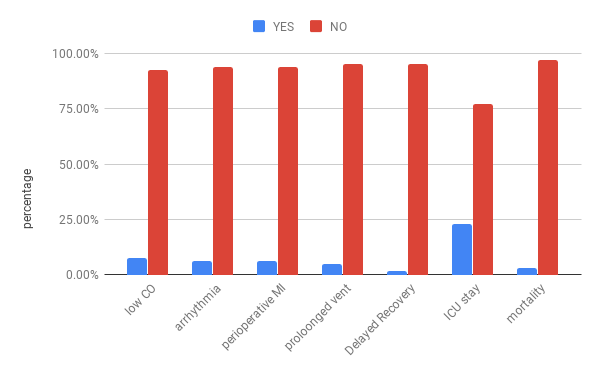 YES NO
100.00%
75.00%
50.00%
25.00%
0.00%
percentage
low CO
arrhythmia
perioperative MI
proloonged vent
Delayed Recovery
ICU stay
mortality